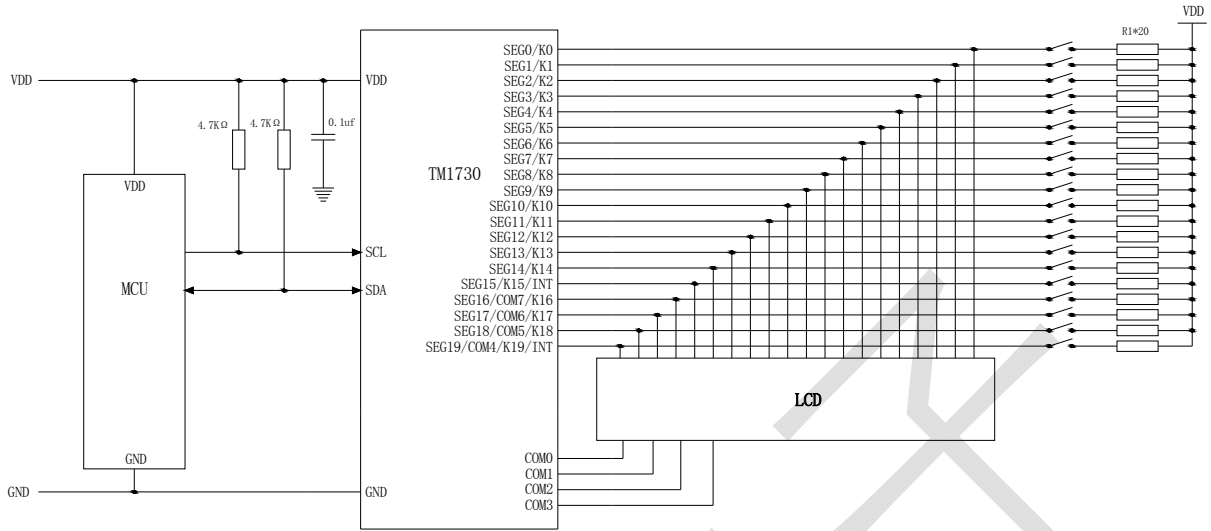 VDD
R1*20
SEG0/K0
SEG1/K1
VDD
VDD
SEG2/K2
SEG3/K3
SEG4/K4
4.7KΩ
4.7KΩ
0.1uf
SEG5/K5
SEG6/K6
SEG7/K7
TM1730
SEG8/K8
VDD
SEG9/K9
SEG10/K10
SEG11/K11
SEG12/K12
SCL
SEG13/K13
SEG14/K14
MCU
SDA
SEG15/K15/INT
SEG16/COM7/K16
SEG17/COM6/K17
SEG18/COM5/K18
SEG19/COM4/K19/INT
LCD
GND
COM0
COM1
GND
GND
COM2
COM3